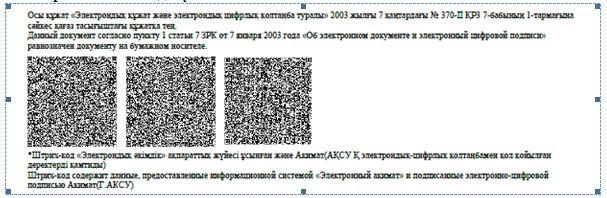 Осы құжат «Электрондық құжат және электрондық цифрлық қолтаңба туралы» 2003 жылғы 7 қаңтардағы № 370-II ҚРЗ 7-бабының 1-тармағына
сәйкес қағаз тасығыштағы құжатқа тең.
Данный документ согласно пункту 1 статьи 7 ЗРК от 7 января 2003 года «Об электронном документе и электронный цифровой подписи»
равнозначен документу на бумажном носителе.
*Штрих-код «Электрондық әкімдік» ақпараттық жүйесі ұсынған және Акимат(АҚСУ Қ электрондық-цифрлық қолтаңбамен қол қойылған
деректерді қамтиды)
Штрих-код содержит данные, предоставленные информационной системой «Электронный акимат» и подписанные электронно-цифровой
подписью Акимат(Г.АКСУ)